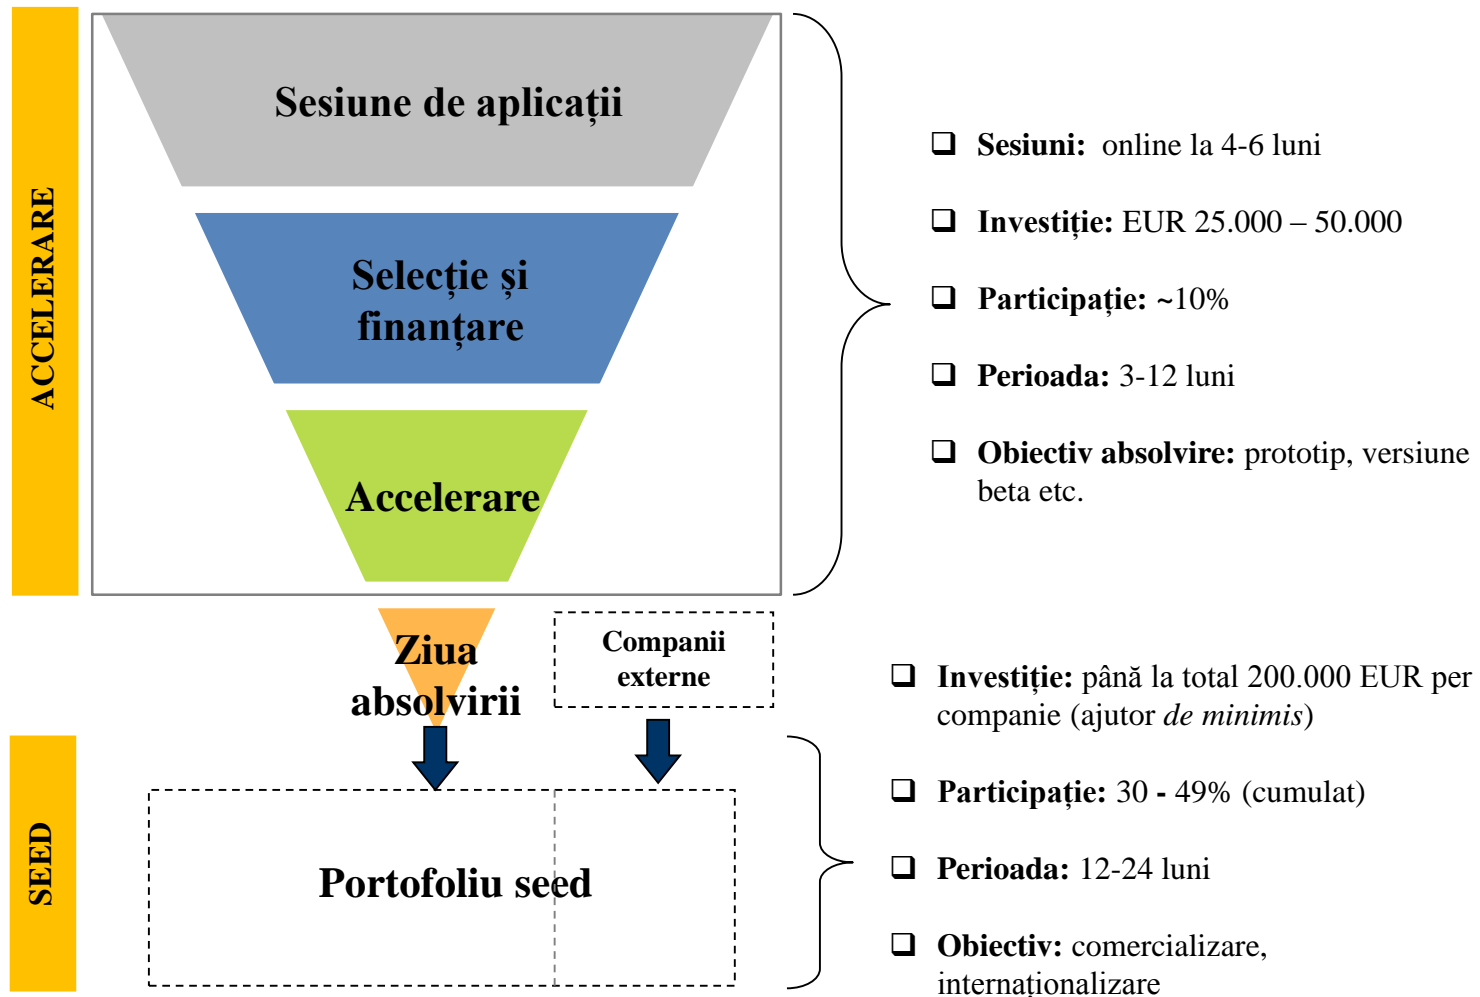 ACCELERARE
Sesiune de aplicații
Selecție și
finanțare
Accelerare
❑ Sesiuni: online la 4-6 luni
❑ Investiție: EUR 25.000 – 50.000
❑ Participație: ~10%
❑ Perioada: 3-12 luni
❑ Obiectiv absolvire: prototip, versiune
beta etc.
Ziua
absolvirii
Companii
externe
SEED
Portofoliu seed
❑ Investiție: până la total 200.000 EUR per
companie (ajutor de minimis)
❑ Participație: 30 - 49% (cumulat)
❑ Perioada: 12-24 luni
❑ Obiectiv: comercializare,
internaționalizare